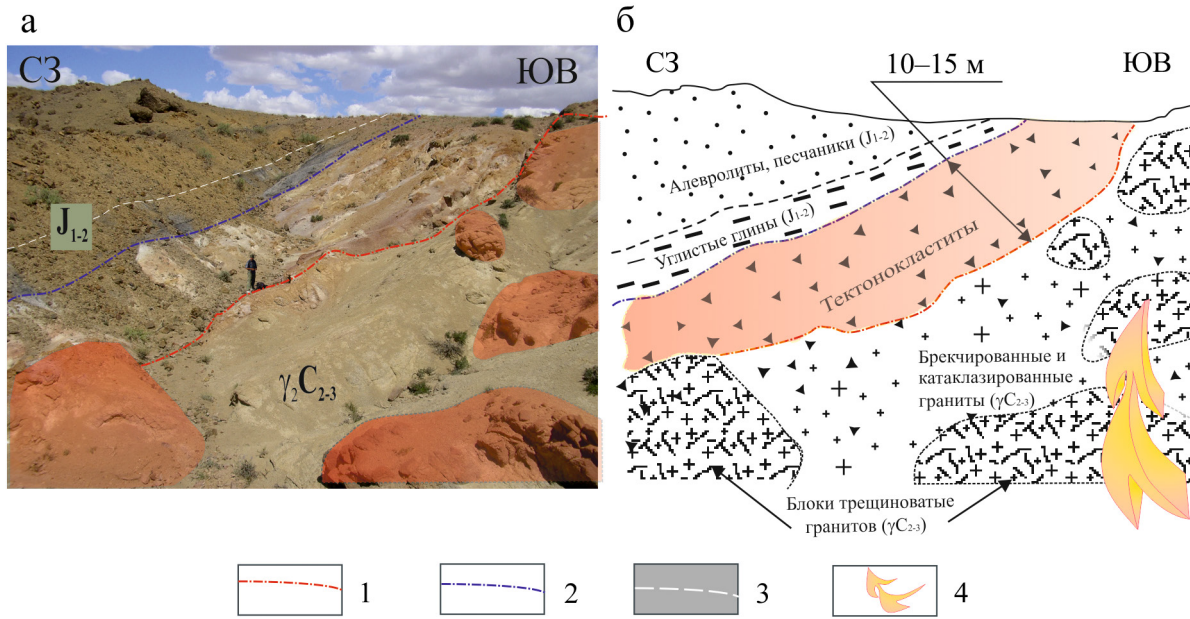 а
СЗ
ЮВ
J1-2
γ2C2-3
б
СЗ
10–15 м
ЮВ
Алевролиты, песчаники (J1-2)
Углистые глины (J1-2)
Тектонокластиты
Брекчированные и
катаклазированные
граниты (γC2-3)
Блоки трещиноватые
гранитов (γC2-3)
1
2
3
4